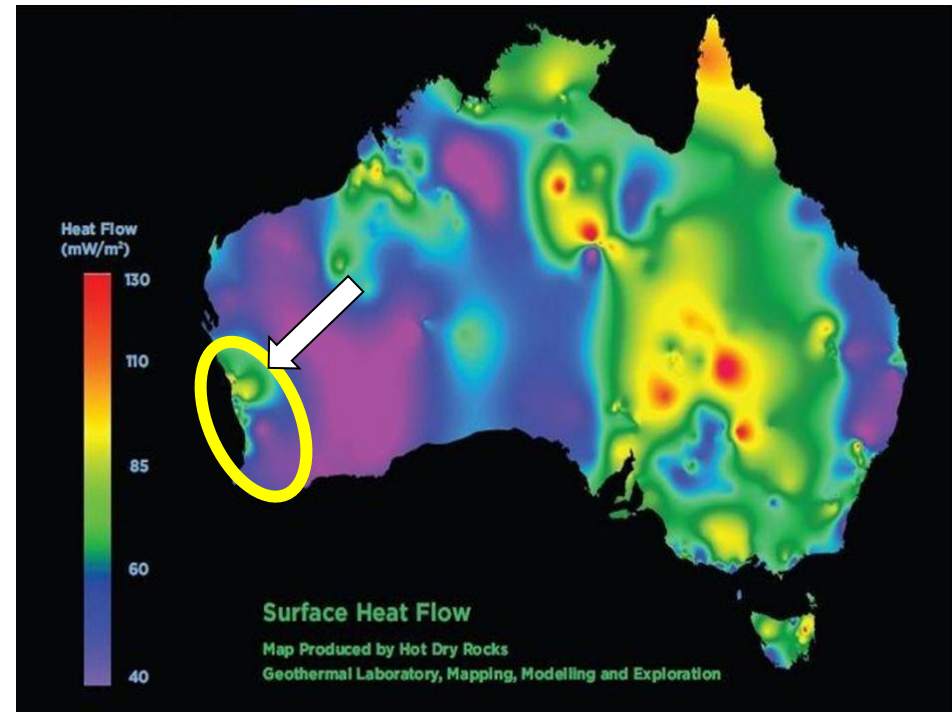 Heat Flow
(mW/m²)
130
110
85
60
40
Surface Heat Flow
Map Produced by Hot Dry Rocks
Geothermal Laboratory, Mapping, Modelling and Exploration